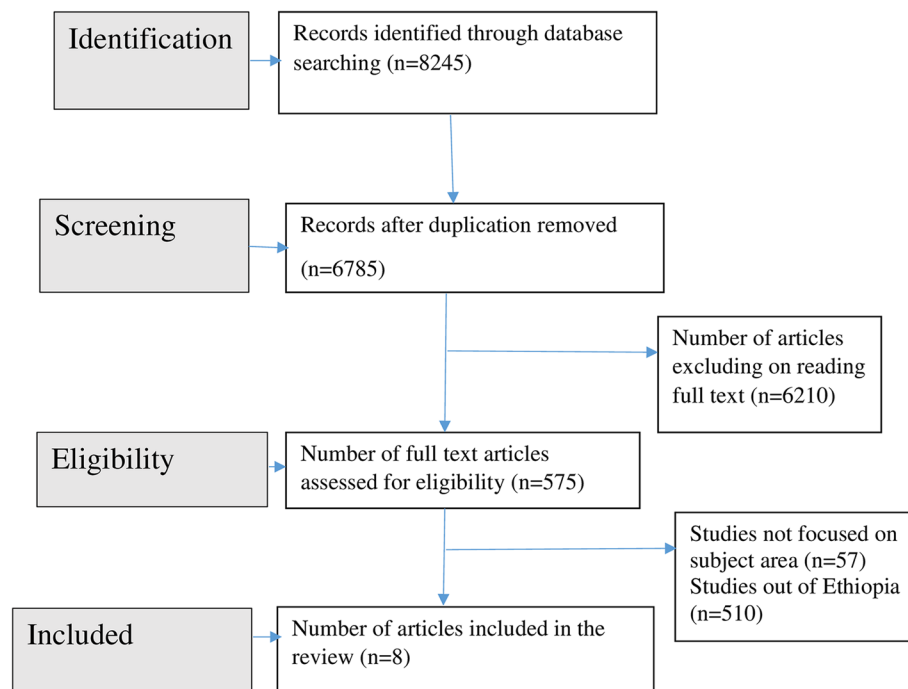 Identification
Records identified through database
searching (n=8245)
Screening
Records after duplication removed
(n=6785)
Number of articles
excluding on reading
full text (n=6210)
Eligibility
Number of full text articles
assessed for eligibility (n=575)
Studies not focused on
subject area (n=57)
Studies out of Ethiopia
(n=510)
Included
Number of articles included in the
review (n=8)